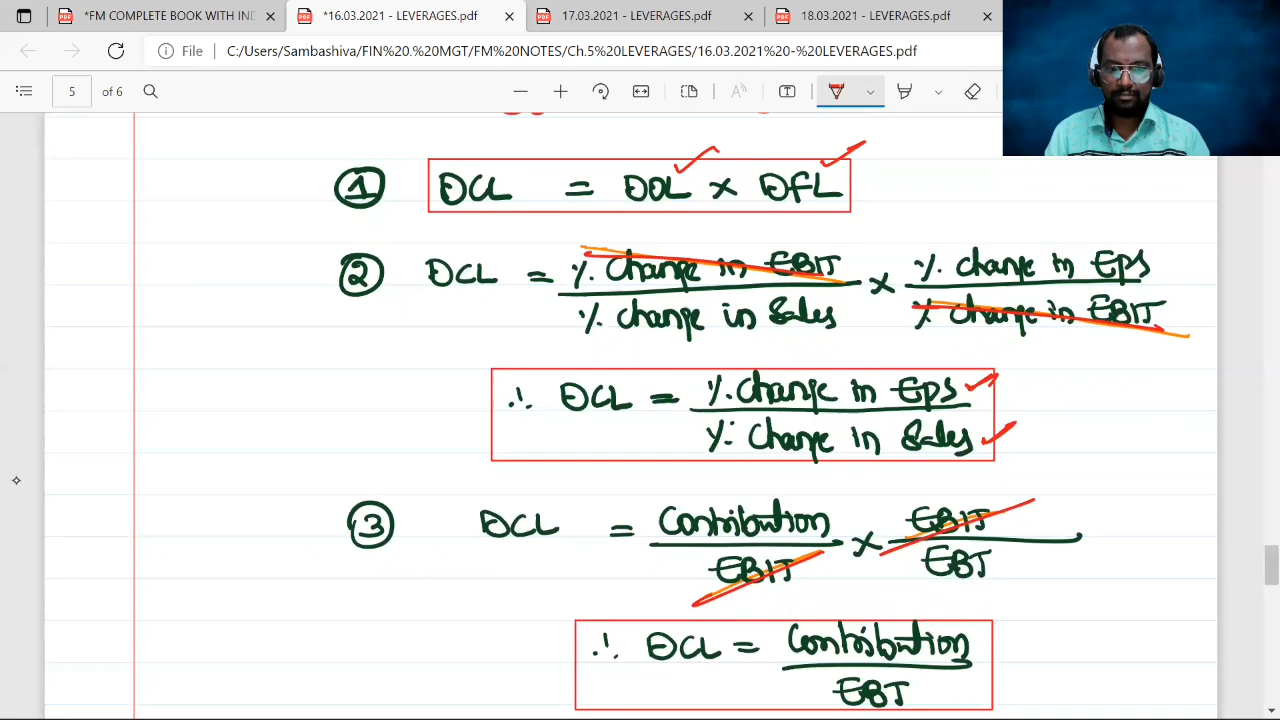 *FM COMPLETE BOOK WITH IND
*16.03.2021 - LEVERAGES.pdf
17.03.2021 - LEVERAGES.pdf
18.03.2021 - LEVERAGES.pdf
File C:/Users/Sambashiva/FIN%20.%20MGT/FM%20NOTES/Ch.5%20LEVERAGES/16.03.2021%20-%20LEVERAGES.pdf
5 of 6
① DCL = DOL × DFL
② DCL = % Change in EBIT / % change in Sales × % change in EPS / % change in EBIT
∴ DCL = % Change in EPS / % Change in Sales
③ DCL = Contribution / EBIT × EBIT / EBT
∴ DCL = Contribution / EBT